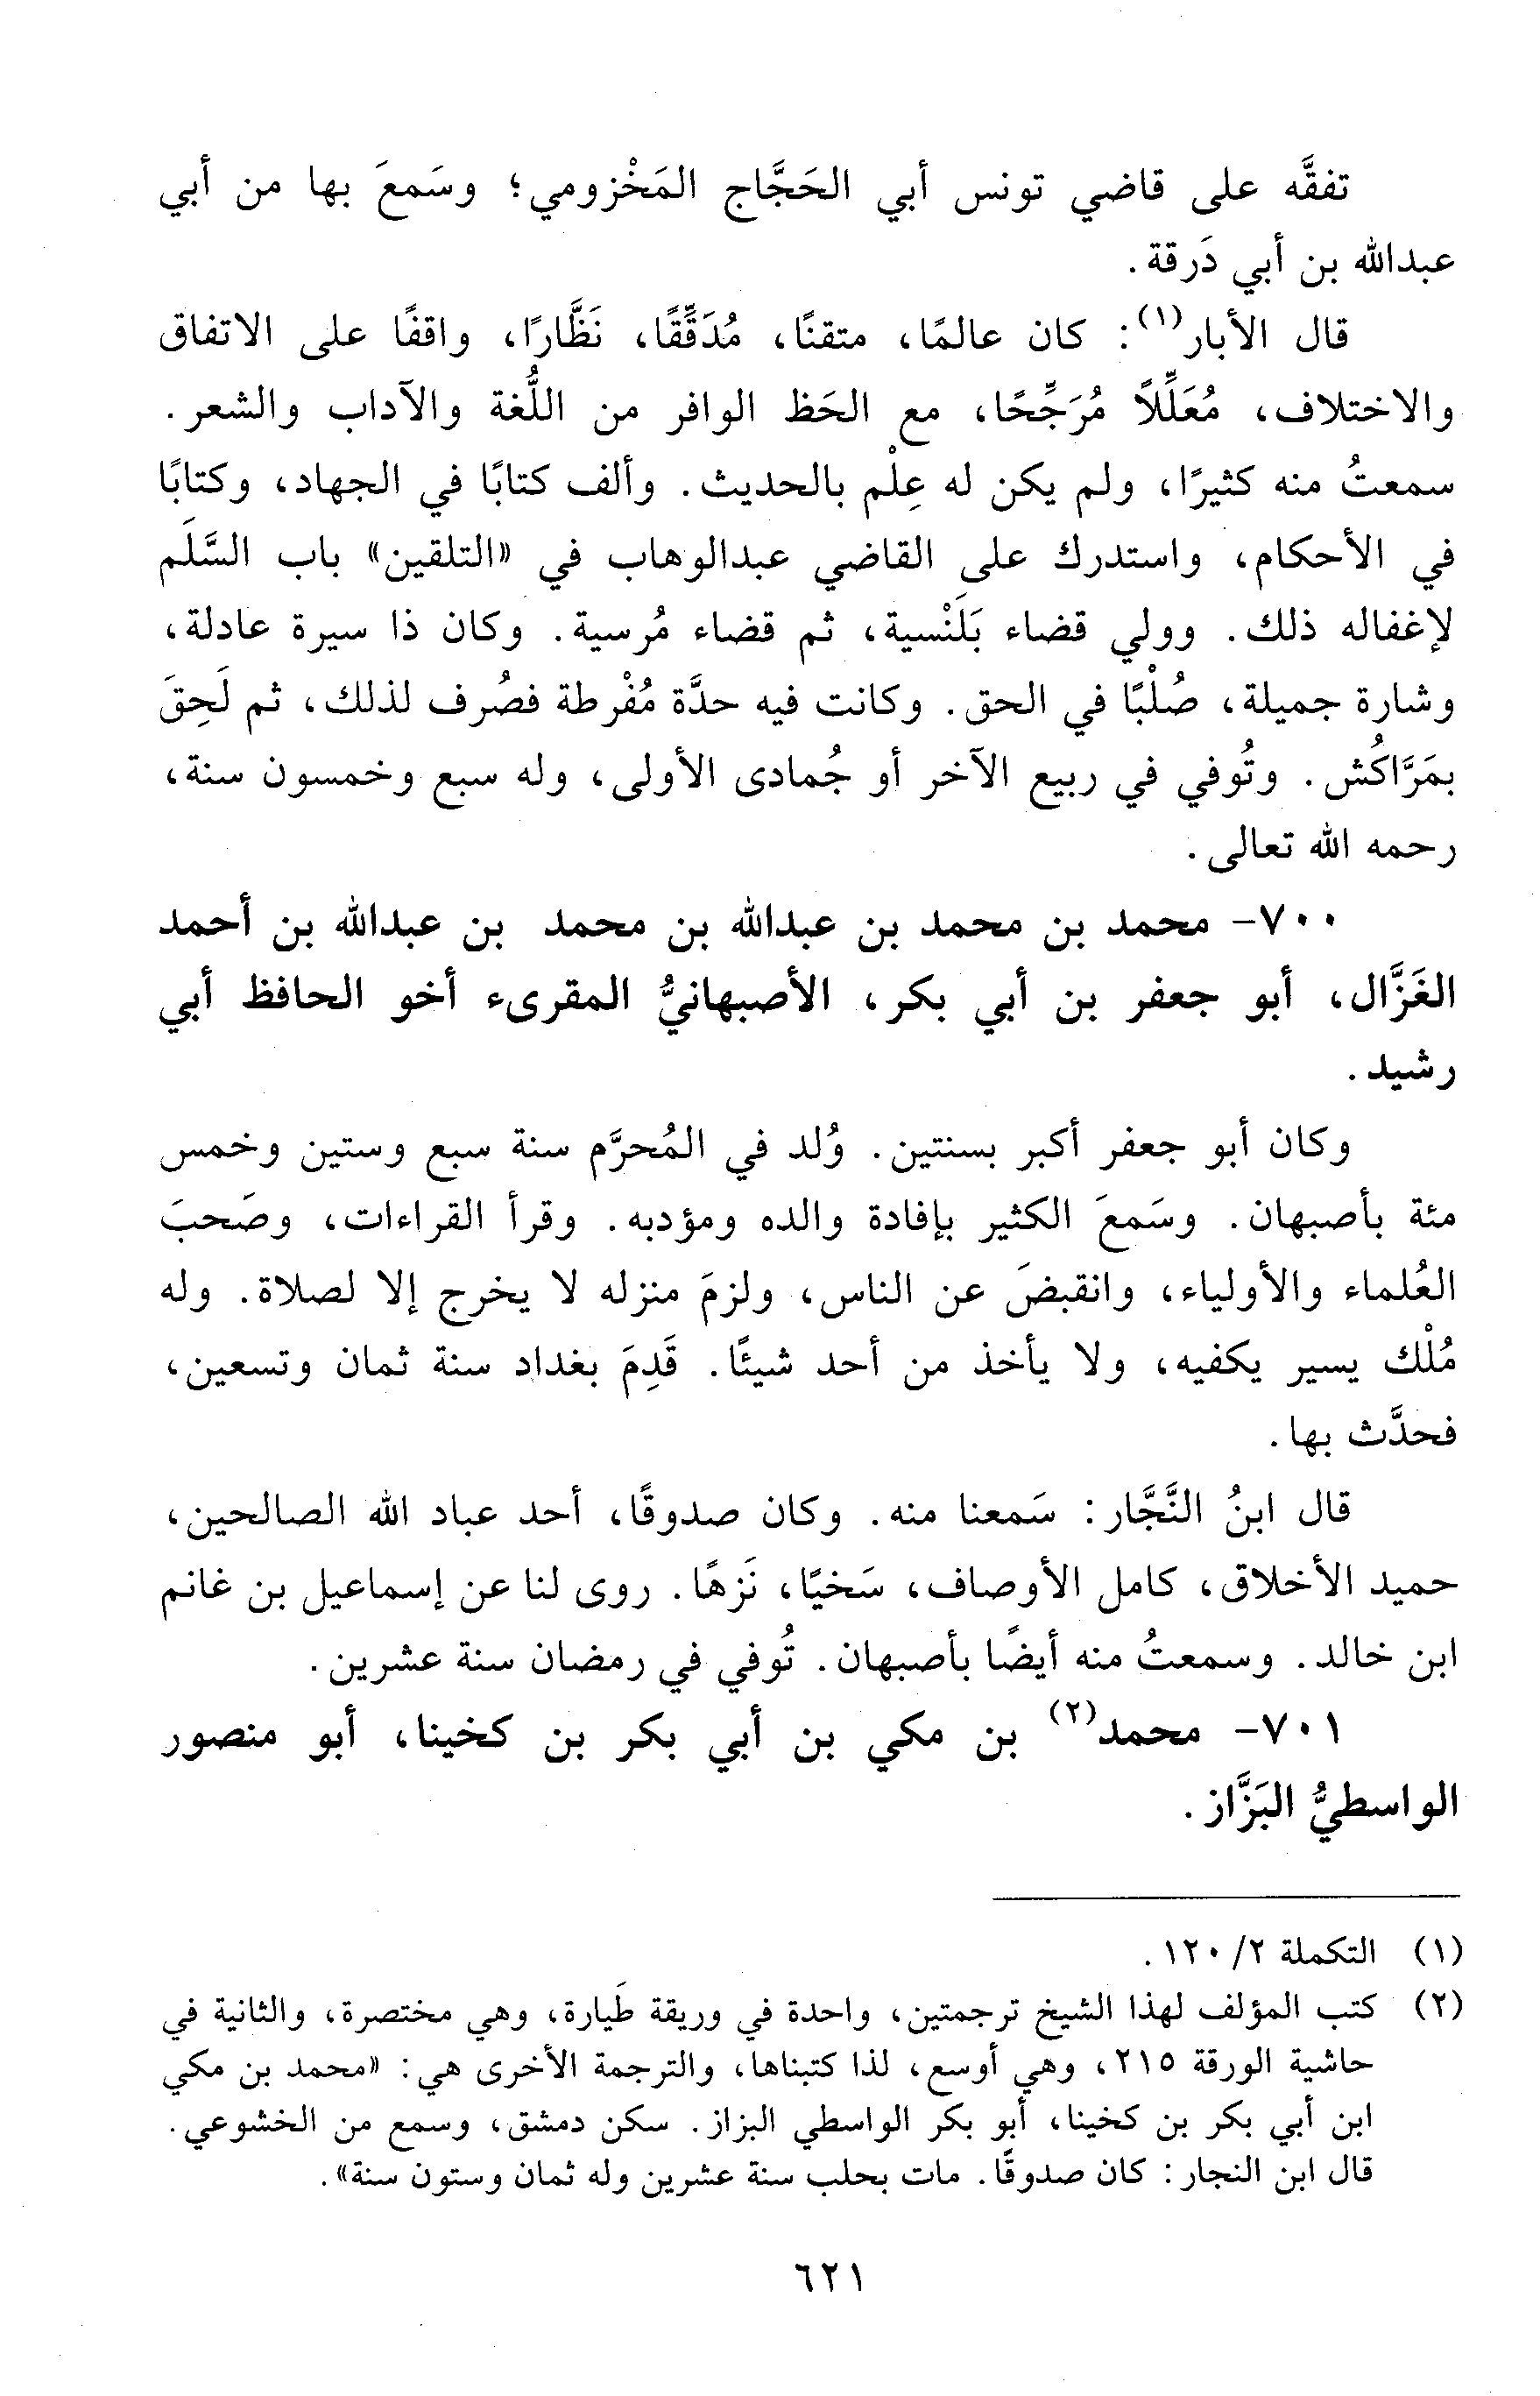 تفقَّه على قاضي تونس أبي الحَجَّاج المَخْزومي؛ وسَمعَ بها من أبي
عبدالله بن أبي دَرقة.
قال الأبار(١): كان عالمًا، متقنًا، مُدَقِّقًا، نَظَّارًا، واقفًا على الاتفاق
والاختلاف، مُعَلِّلاً مُرَجِّحًا، مع الحَظ الوافر من اللُّغة والآداب والشعر.
سمعتُ منه كثيرًا، ولم يكن له عِلْم بالحديث. وألف كتابًا في الجهاد، وكتابًا
في الأحكام، واستدرك على القاضي عبدالوهاب في «التلقين» باب السَّلَم
لإغفاله ذلك. وولي قضاء بَلَنْسية، ثم قضاء مُرسية. وكان ذا سيرة عادلة،
وشارة جميلة، صُلْبًا في الحق. وكانت فيه حدَّة مُفْرطة فصُرف لذلك، ثم لَحِقَ
بمَرَّاكُش. وتُوفي في ربيع الآخر أو جُمادى الأولى، وله سبع وخمسون سنة،
رحمه الله تعالى.
٧٠٠- محمد بن محمد بن عبدالله بن محمد بن عبدالله بن أحمد
الغَزَّال، أبو جعفر بن أبي بكر، الأصبهانيُّ المقرىء أخو الحافظ أبي
رشيد.
وكان أبو جعفر أكبر بسنتين. وُلد في المُحرَّم سنة سبع وستين وخمس
مئة بأصبهان. وسَمعَ الكثير بإفادة والده ومؤدبه. وقرأ القراءات، وصَحبَ
العُلماء والأولياء، وانقبضَ عن الناس، ولزمَ منزله لا يخرج إلا لصلاة. وله
مُلْك يسير يكفيه، ولا يأخذ من أحد شيئًا. قَدِمَ بغداد سنة ثمان وتسعين،
فحدَّث بها.
قال ابنُ النَّجَّار: سَمعنا منه. وكان صدوقًا، أحد عباد الله الصالحين،
حميد الأخلاق، كامل الأوصاف، سَخيًا، نَزهًا. روى لنا عن إسماعيل بن غانم
ابن خالد. وسمعتُ منه أيضًا بأصبهان. تُوفي في رمضان سنة عشرين.
٧٠١- محمد(٢) بن مكي بن أبي بكر بن كخينا، أبو منصور
الواسطيُّ البَزَّاز.
(١) التكملة ٢/ ١٢٠.
(٢) كتب المؤلف لهذا الشيخ ترجمتين، واحدة في وريقة طَيارة، وهي مختصرة، والثانية في
حاشية الورقة ٢١٥، وهي أوسع، لذا كتبناها، والترجمة الأخرى هي: «محمد بن مكي
ابن أبي بكر بن كخينا، أبو بكر الواسطي البزاز. سكن دمشق، وسمع من الخشوعي.
قال ابن النجار: كان صدوقًا. مات بحلب سنة عشرين وله ثمان وستون سنة».
٦٢١